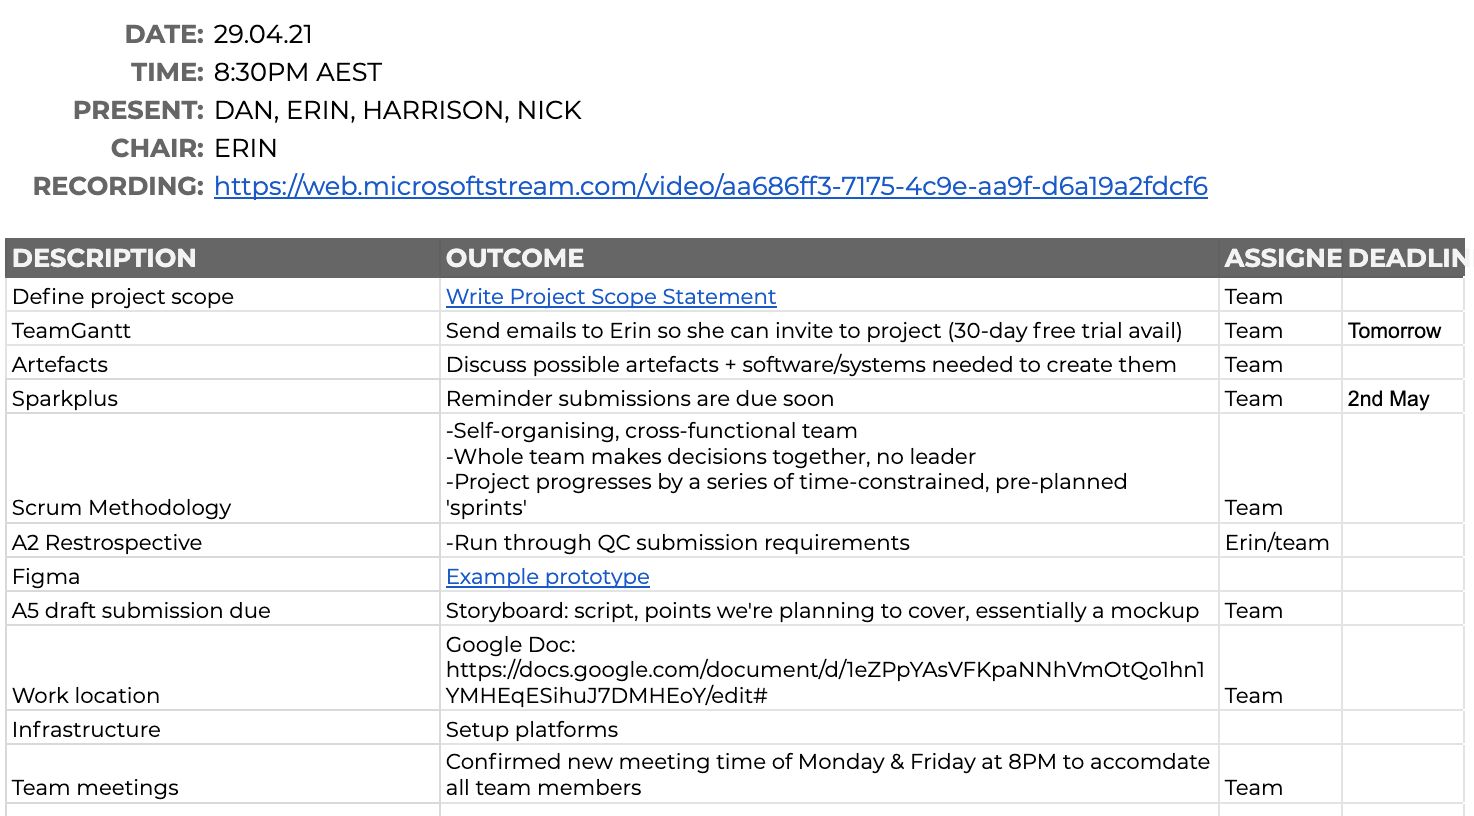 DATE: 29.04.21
TIME: 8:30PM AEST
PRESENT: DAN, ERIN, HARRISON, NICK
CHAIR: ERIN
RECORDING: https://web.microsoftstream.com/video/aa686ff3-7175-4c9e-aa9f-d6a19a2fdcf6
DESCRIPTION OUTCOME ASSIGNE DEADLIN
Define project scope Write Project Scope Statement Team
TeamGantt Send emails to Erin so she can invite to project (30-day free trial avail) Team Tomorrow
Artefacts Discuss possible artefacts + software/systems needed to create them Team
Sparkplus Reminder submissions are due soon Team 2nd May
-Self-organising, cross-functional team
-Whole team makes decisions together, no leader
-Project progresses by a series of time-constrained, pre-planned
Scrum Methodology 'sprints' Team
A2 Restrospective -Run through QC submission requirements Erin/team
Figma Example prototype
A5 draft submission due Storyboard: script, points we're planning to cover, essentially a mockup Team
Google Doc:
https://docs.google.com/document/d/1eZPpYAsVFKpaNNhVmOtQo1hn1
Work location YMHEqESihuJ7DMHEoY/edit# Team
Infrastructure Setup platforms
Confirmed new meeting time of Monday & Friday at 8PM to accomdate
Team meetings all team members Team